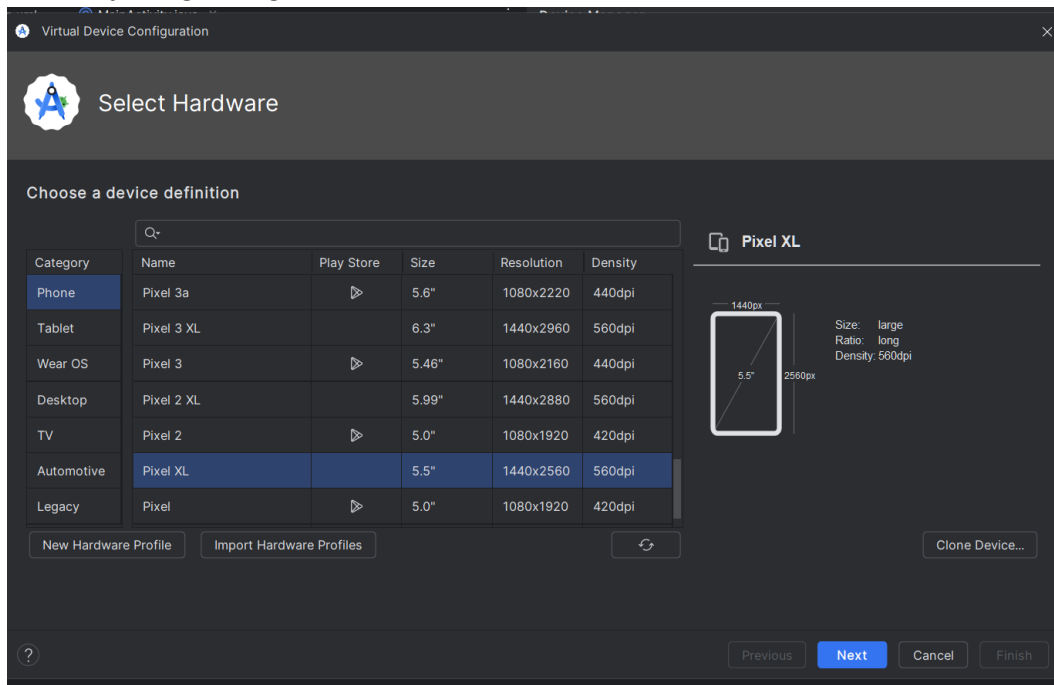 Virtual Device Configuration
Select Hardware
Choose a device definition
Category Name Play Store Size Resolution Density
Phone Pixel 3a 5.6" 1080x2220 440dpi
Tablet Pixel 3 XL 6.3" 1440x2960 560dpi
Wear OS Pixel 3 5.46" 1080x2160 440dpi
Desktop Pixel 2 XL 5.99" 1440x2880 560dpi
TV Pixel 2 5.0" 1080x1920 420dpi
Automotive Pixel XL 5.5" 1440x2560 560dpi
Legacy Pixel 5.0" 1080x1920 420dpi
New Hardware Profile Import Hardware Profiles
Pixel XL
1440px
5.5" 2560px
Size: large
Ratio: long
Density: 560dpi
Clone Device...
? Previous Next Cancel Finish